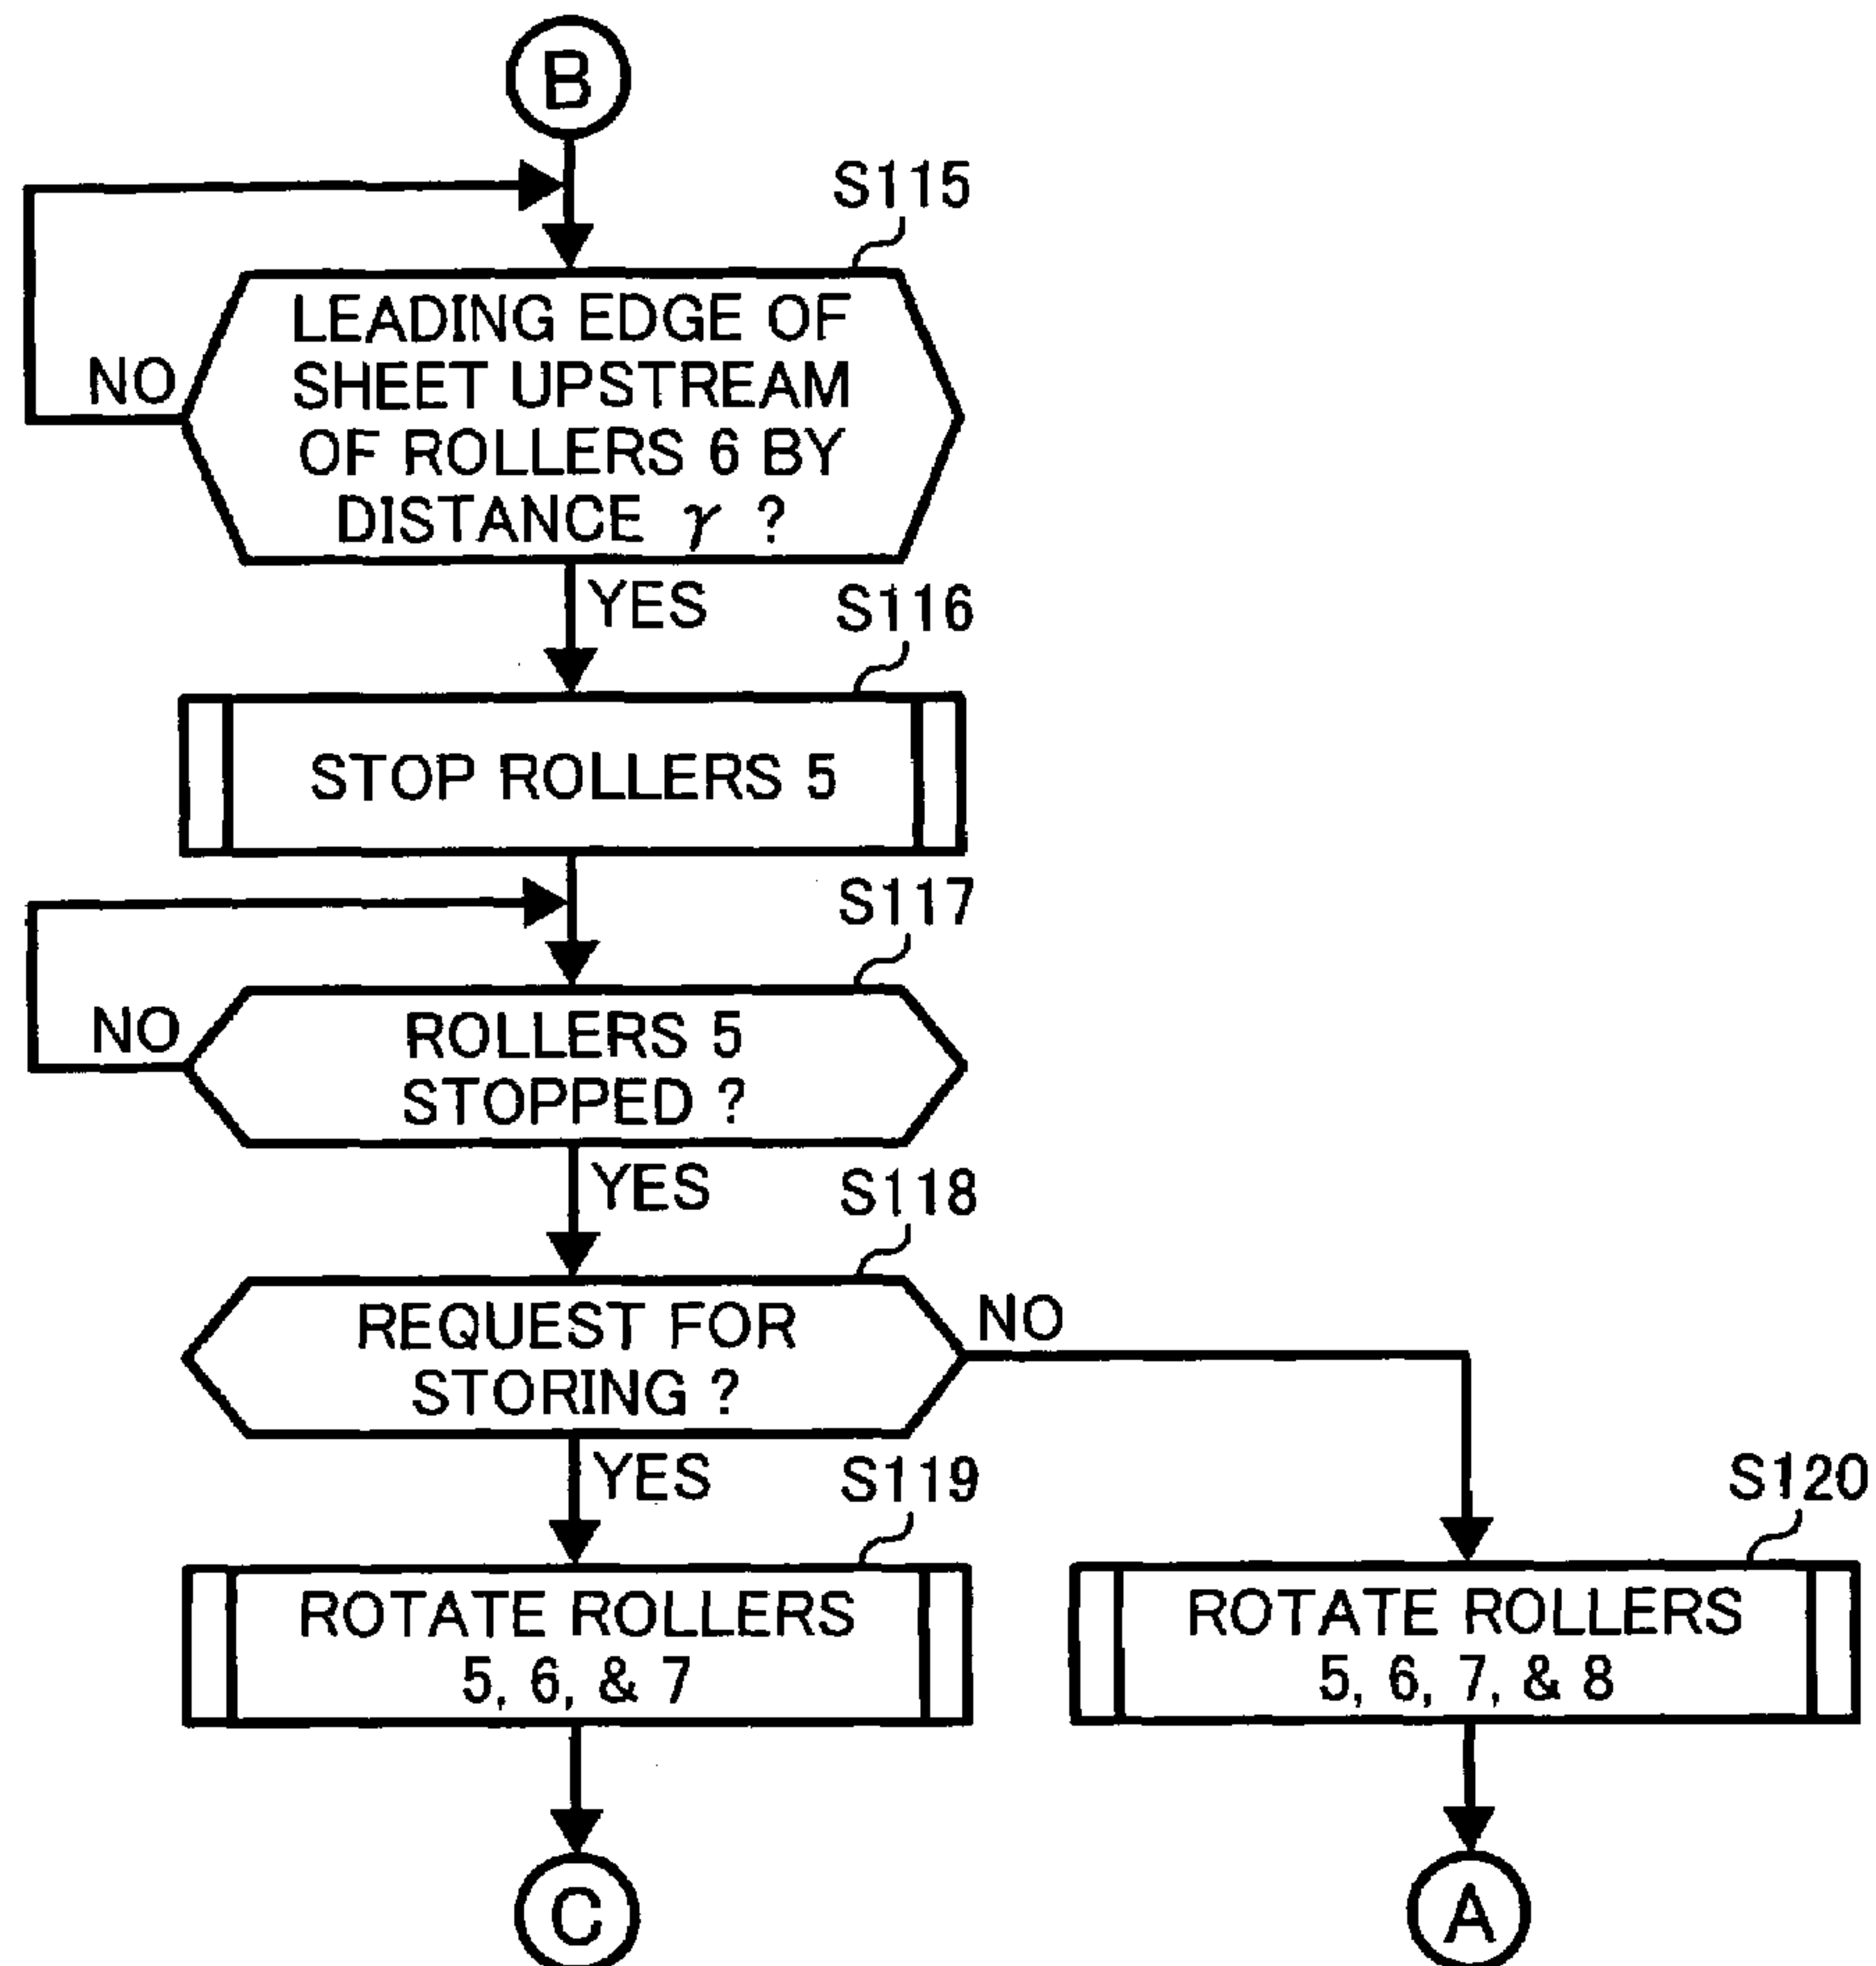 B
S115
LEADING EDGE OF
SHEET UPSTREAM
OF ROLLERS 6 BY
DISTANCE γ ?
NO
YES
S116
STOP ROLLERS 5
S117
ROLLERS 5
STOPPED ?
NO
YES
S118
REQUEST FOR
STORING ?
NO
YES
S119
ROTATE ROLLERS
5, 6, & 7
S120
ROTATE ROLLERS
5, 6, 7, & 8
C
A